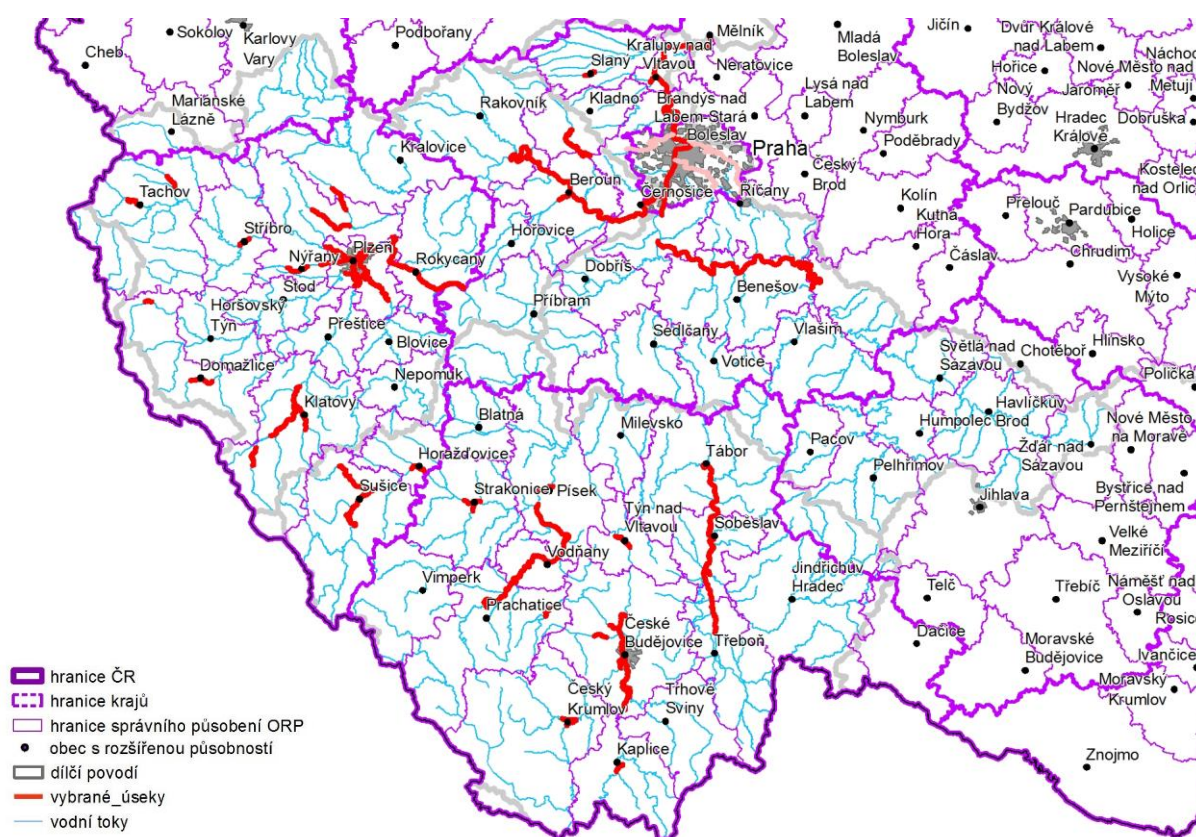 Sokolov
Cheb
Karlovy
Vary
Podbořany
Mariánské
Lázně
Mělník
Kralupy nad
Vltavou
Neratovice
Slaný
Kladno
Rakovník
Kralovice
Brandýs nad
Labem-Stará
Boleslav
Praha
Mladá
Boleslav
Lysá nad
Labem
Nymburk
Poděbrady
Český
Brod
Kolín
Kutná
Hora
Čáslav
Jičín
Dvůr Králové
nad Labem
Hořice
Nový
Bydžov
Nácho
Nové Město nad
Metují
Jaroměř
Dobruška
Hradec
Králové
Kostelec
nad Orlic
Přelouč
Pardubice
Holice
Chrudim
Vysoké
Mýto
Hlinsko
Polička
Tachov
Stříbro
Nýřany
Plzeň
Rokycany
Stod
Horšovský
Týn
Přeštice
Blovice
Domažlice
Nepomuk
Klatovy
Beroun
Černošice
Říčany
Hořovice
Dobříš
Příbram
Benešov
Sedlčany
Votice
Vlašim
Světlá nad
Sázavou
Chotěboř
Havlíčkův
Brod
Humpolec
Žďár nad
Sázavou
Nové Město
na Moravě
Bystřice nad
Pernštejnem
Jihlava
Velké
Meziříčí
Pacov
Pelhřimov
Blatná
Milevsko
Tábor
Horažďovice
Sušice
Strakonice
Písek
Týn nad
Vltavou
Soběslav
Vodňany
Vimperk
Prachatice
Jindřichův
Hradec
České
Budějovice
Třeboň
Český
Krumlov
Trhové
Sviny
Kaplice
Telč
Třebíč
Náměšť nad
Oslavou
Rosic
Dačice
Moravské
Budějovice
Ivančice
Moravský
Krumlov
Znojmo
hranice ČR
hranice krajů
hranice správního působení ORP
obec s rozšířenou působností
dílčí povodí
vybrané_úseky
vodní toky